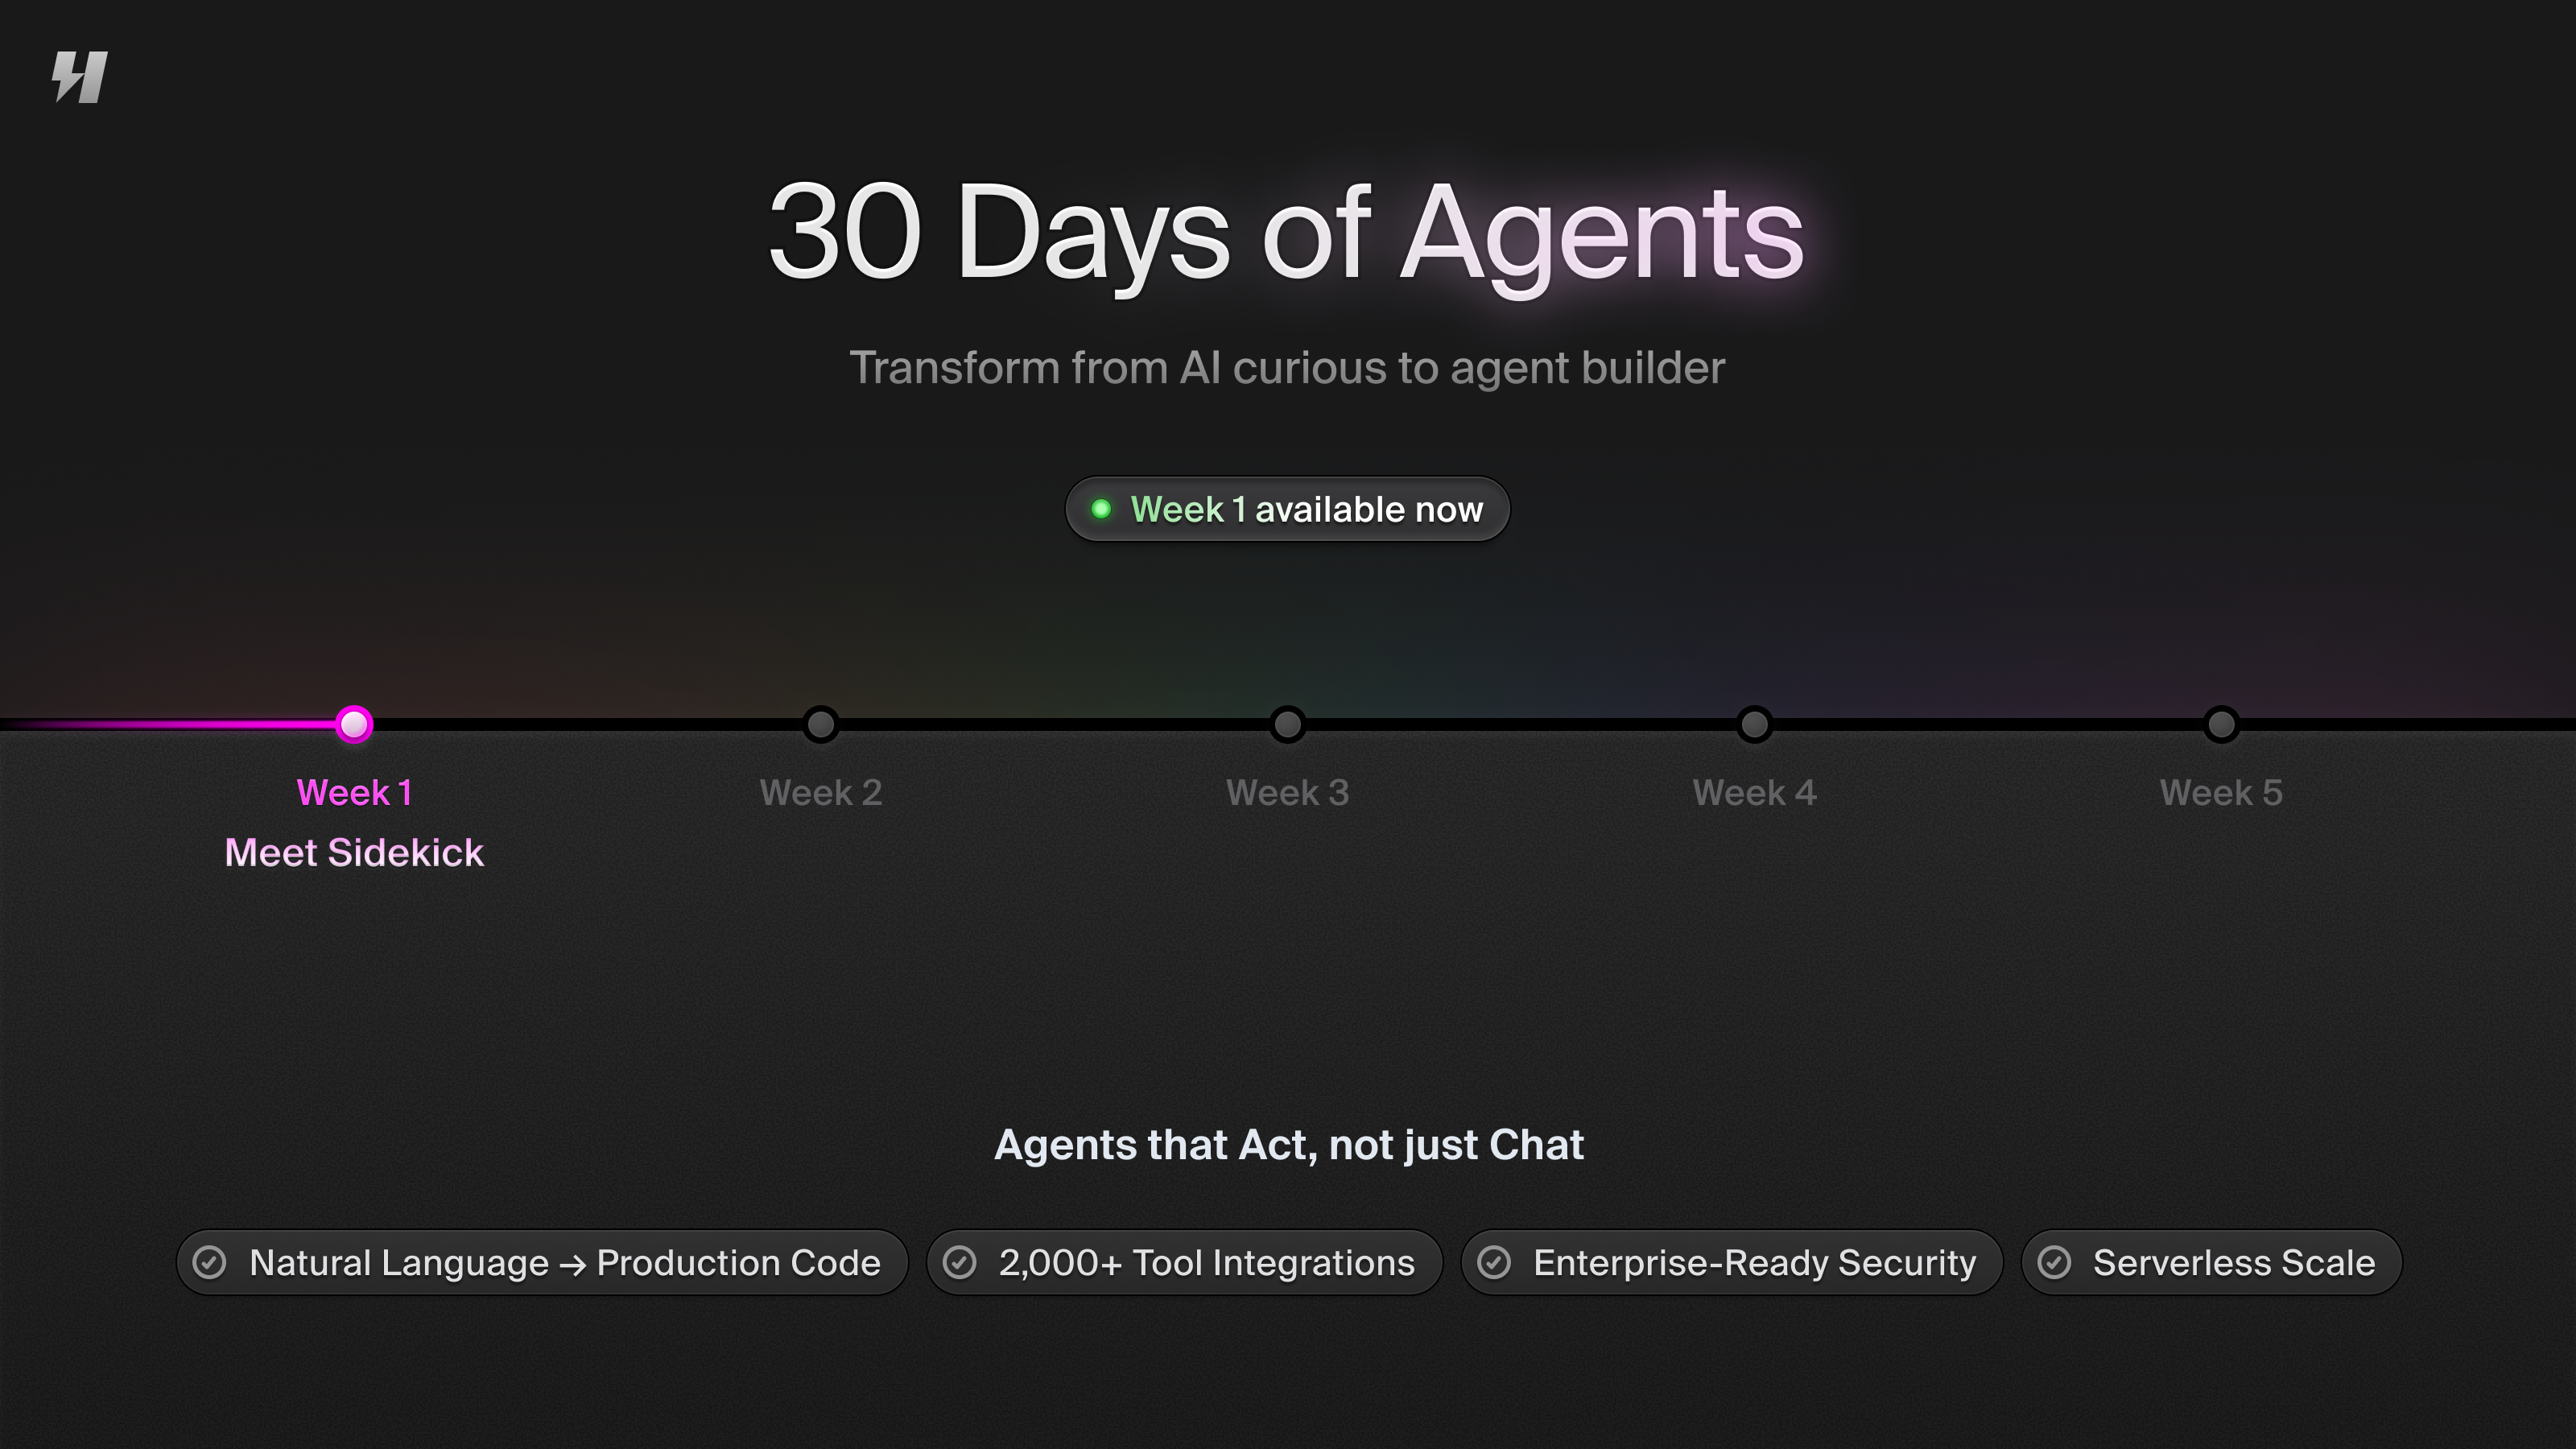 30 Days of Agents
Transform from AI curious to agent builder
Week 1 available now
Week 1
Meet Sidekick
Week 2
Week 3
Week 4
Week 5
Agents that Act, not just Chat
Natural Language → Production Code
2,000+ Tool Integrations
Enterprise-Ready Security
Serverless Scale